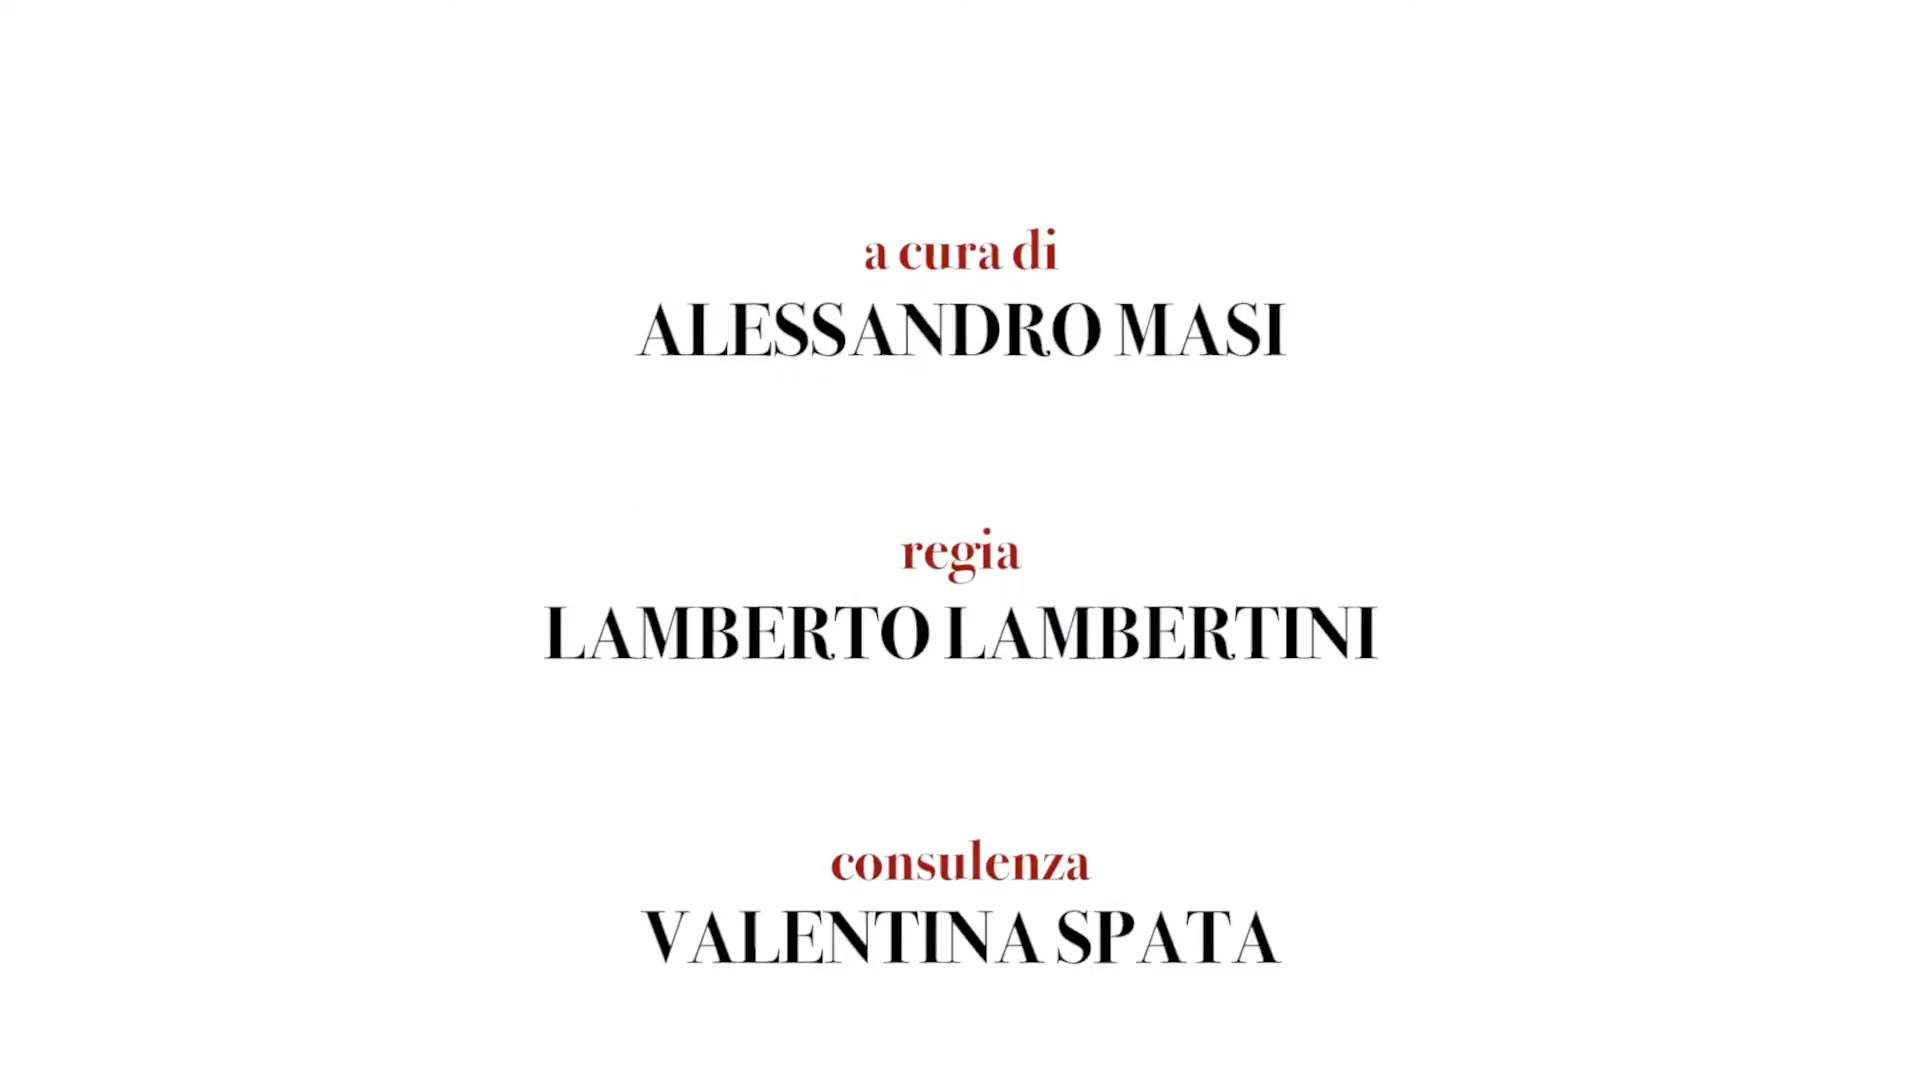 a cura di
ALESSANDRO MASI
regia
LAMBERTO LAMBERTINI
consulenza
VALENTINA SPATA